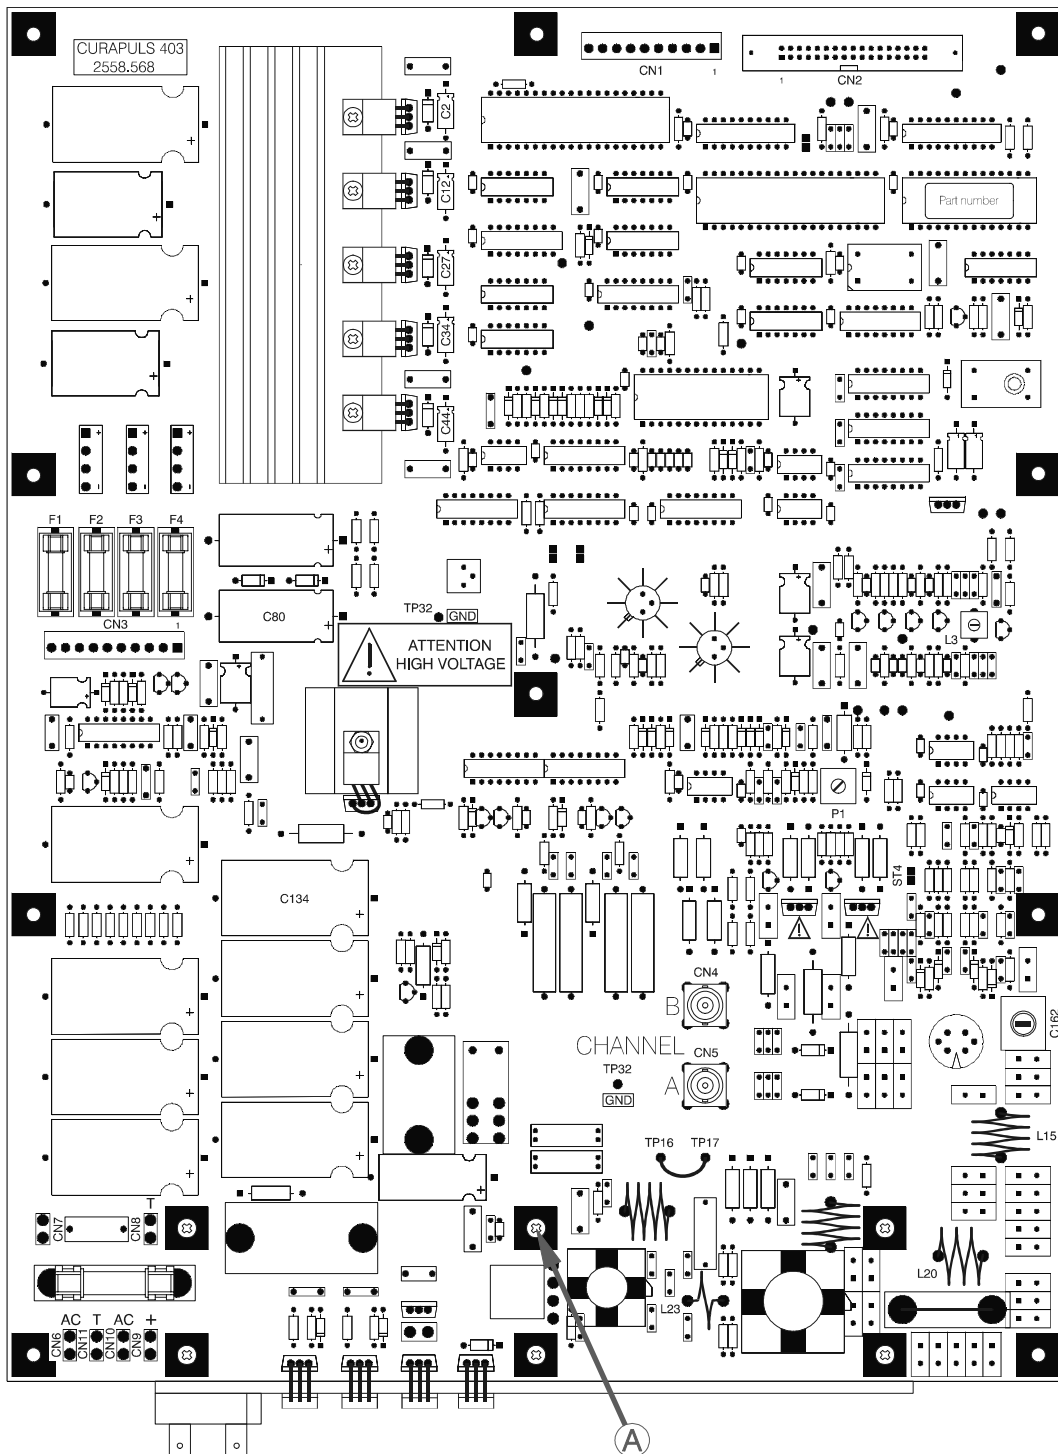 CURAPULS 403
2558.568
CN1
1
1
CN2
C2
C12
Part number
C27
C34
C44
F1 F2 F3 F4
CN3
1
C80
TP32
GND
ATTENTION
HIGH VOLTAGE
L3
P1
ST4
C134
CN4
B
CHANNEL
CN5
A
TP32
GND
C162
TP16 TP17
L15
CN7
CN8
T
L20
L23
AC T AC +
CN6
CN11
CN10
CN9
A